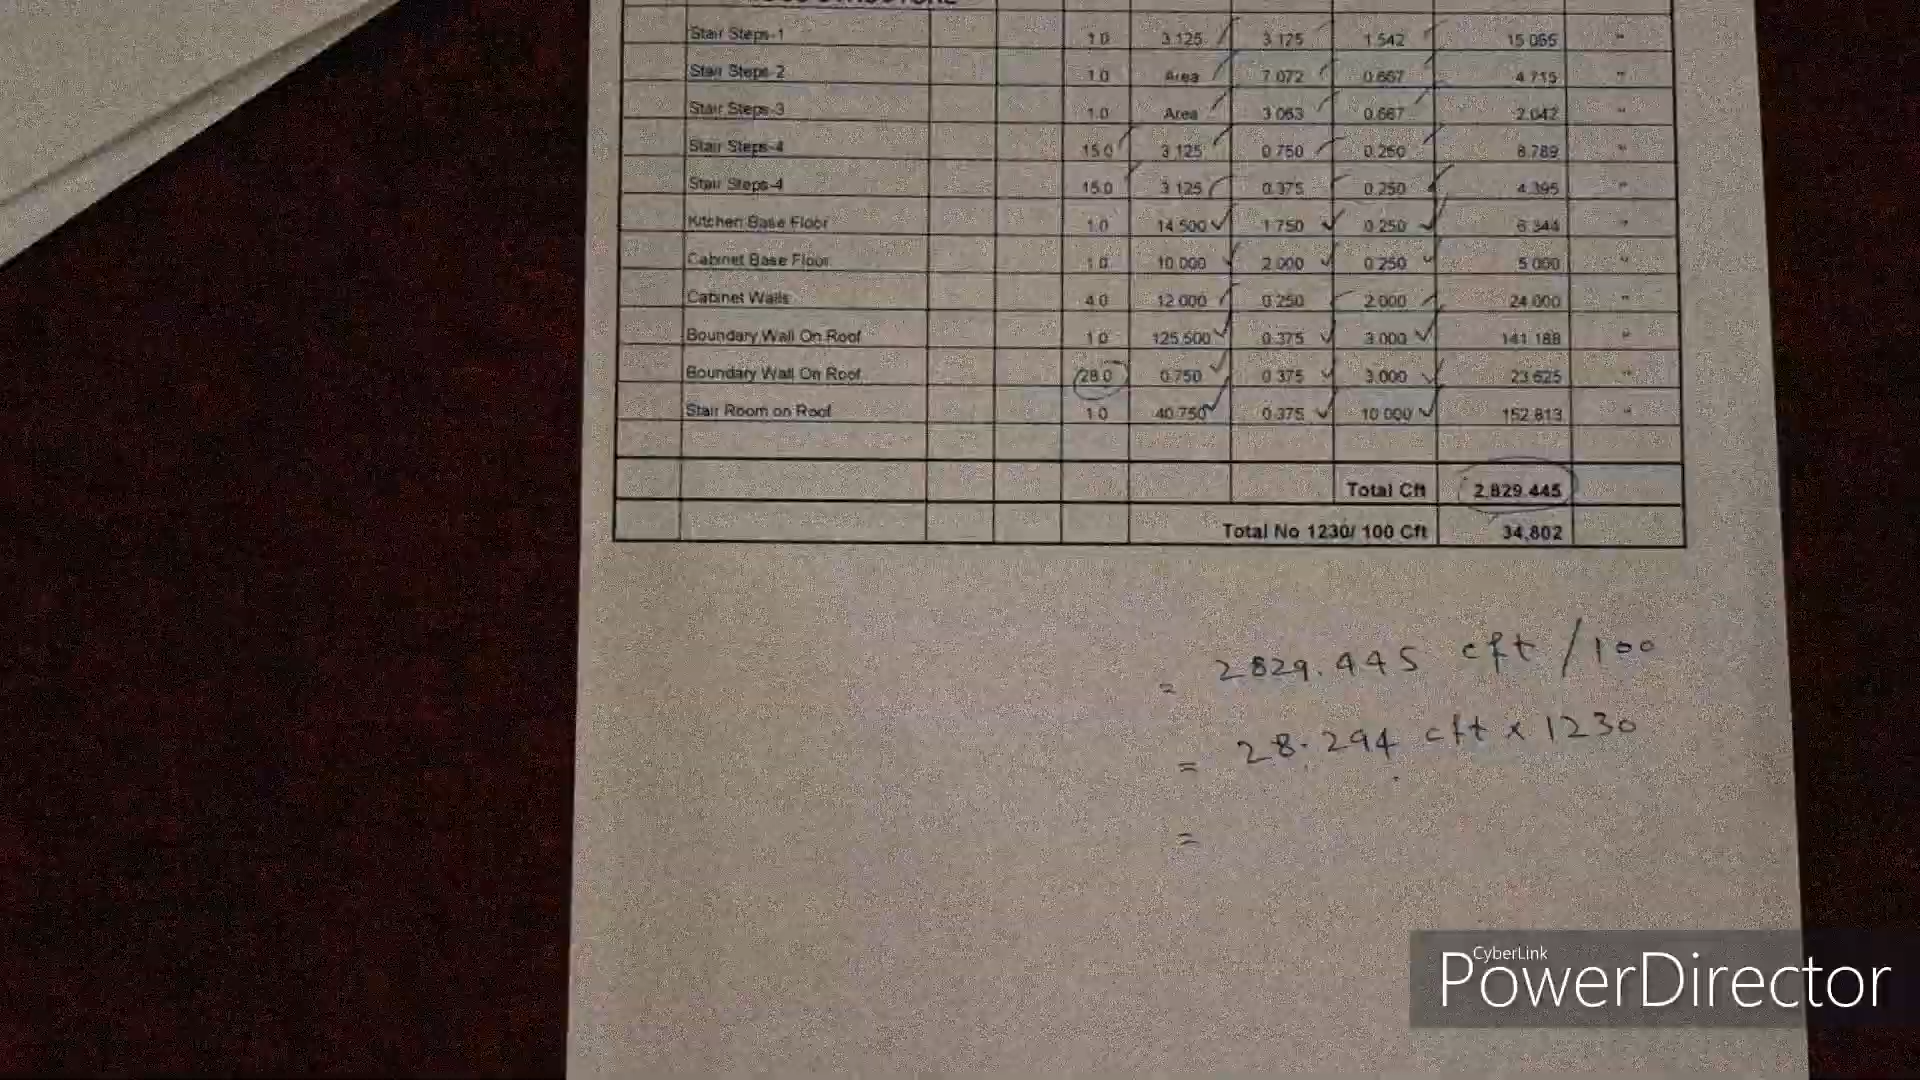 Stair Steps-1 1.0 3.125 3.125 1.542 15.055 "
Stair Steps-2 1.0 Area 7.072 0.667 4.715 "
Stair Steps-3 1.0 Area 3.063 0.667 2.042 "
Stair Steps-4 15.0 3.125 0.750 0.250 8.789 "
Stair Steps-4 15.0 3.125 0.375 0.250 4.395 "
Kitchen Base Floor 1.0 14.500 1.750 0.250 6.344 "
Cabinet Base Floor 1.0 10.000 2.000 0.250 5.000 "
Cabinet Walls 4.0 12.000 0.250 2.000 24.000 "
Boundary Wall On Roof 1.0 125.500 0.375 3.000 141.188 "
Boundary Wall On Roof 28.0 0.750 0.375 3.000 23.625 "
Stair Room on Roof 1.0 40.750 0.375 10.000 152.813 "
Total Cft 2,829.445
Total No 1230/ 100 Cft 34,802
= 2829.445 cft /100
= 28.294 cft x 1230
=
CyberLink
PowerDirector